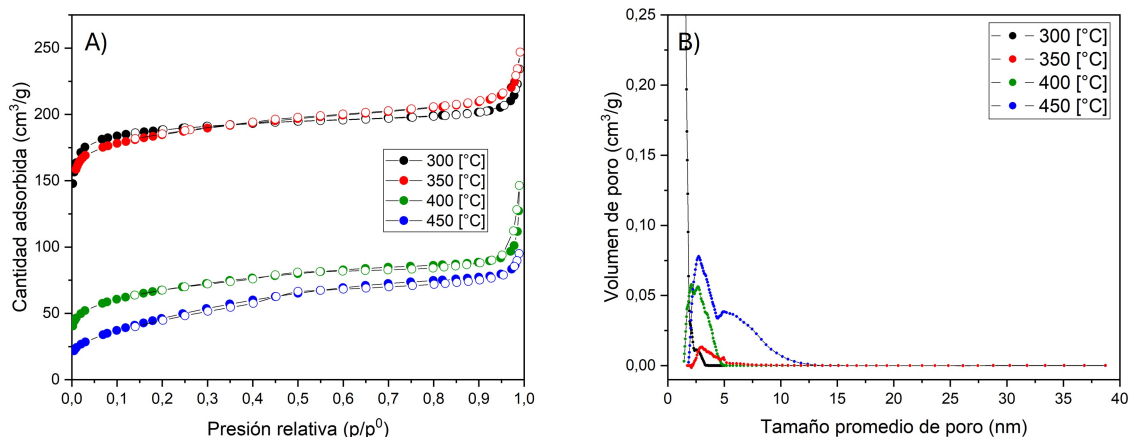 A)
Cantidad adsorbida (cm³/g)
250
200
150
100
50
0
300 [°C]
350 [°C]
400 [°C]
450 [°C]
0,0 0,1 0,2 0,3 0,4 0,5 0,6 0,7 0,8 0,9 1,0
Presión relativa (p/p⁰)
B)
Volumen de poro (cm³/g)
0,25
0,20
0,15
0,10
0,05
0,00
300 [°C]
350 [°C]
400 [°C]
450 [°C]
0 5 10 15 20 25 30 35 40
Tamaño promedio de poro (nm)